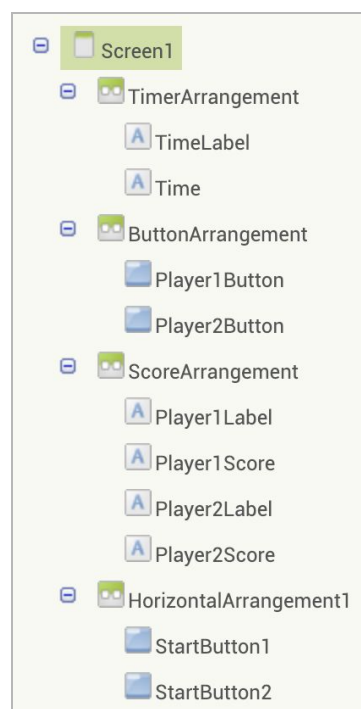 Screen1
TimerArrangement
A TimeLabel
A Time
ButtonArrangement
Player1Button
Player2Button
ScoreArrangement
A Player1Label
A Player1Score
A Player2Label
A Player2Score
HorizontalArrangement1
StartButton1
StartButton2